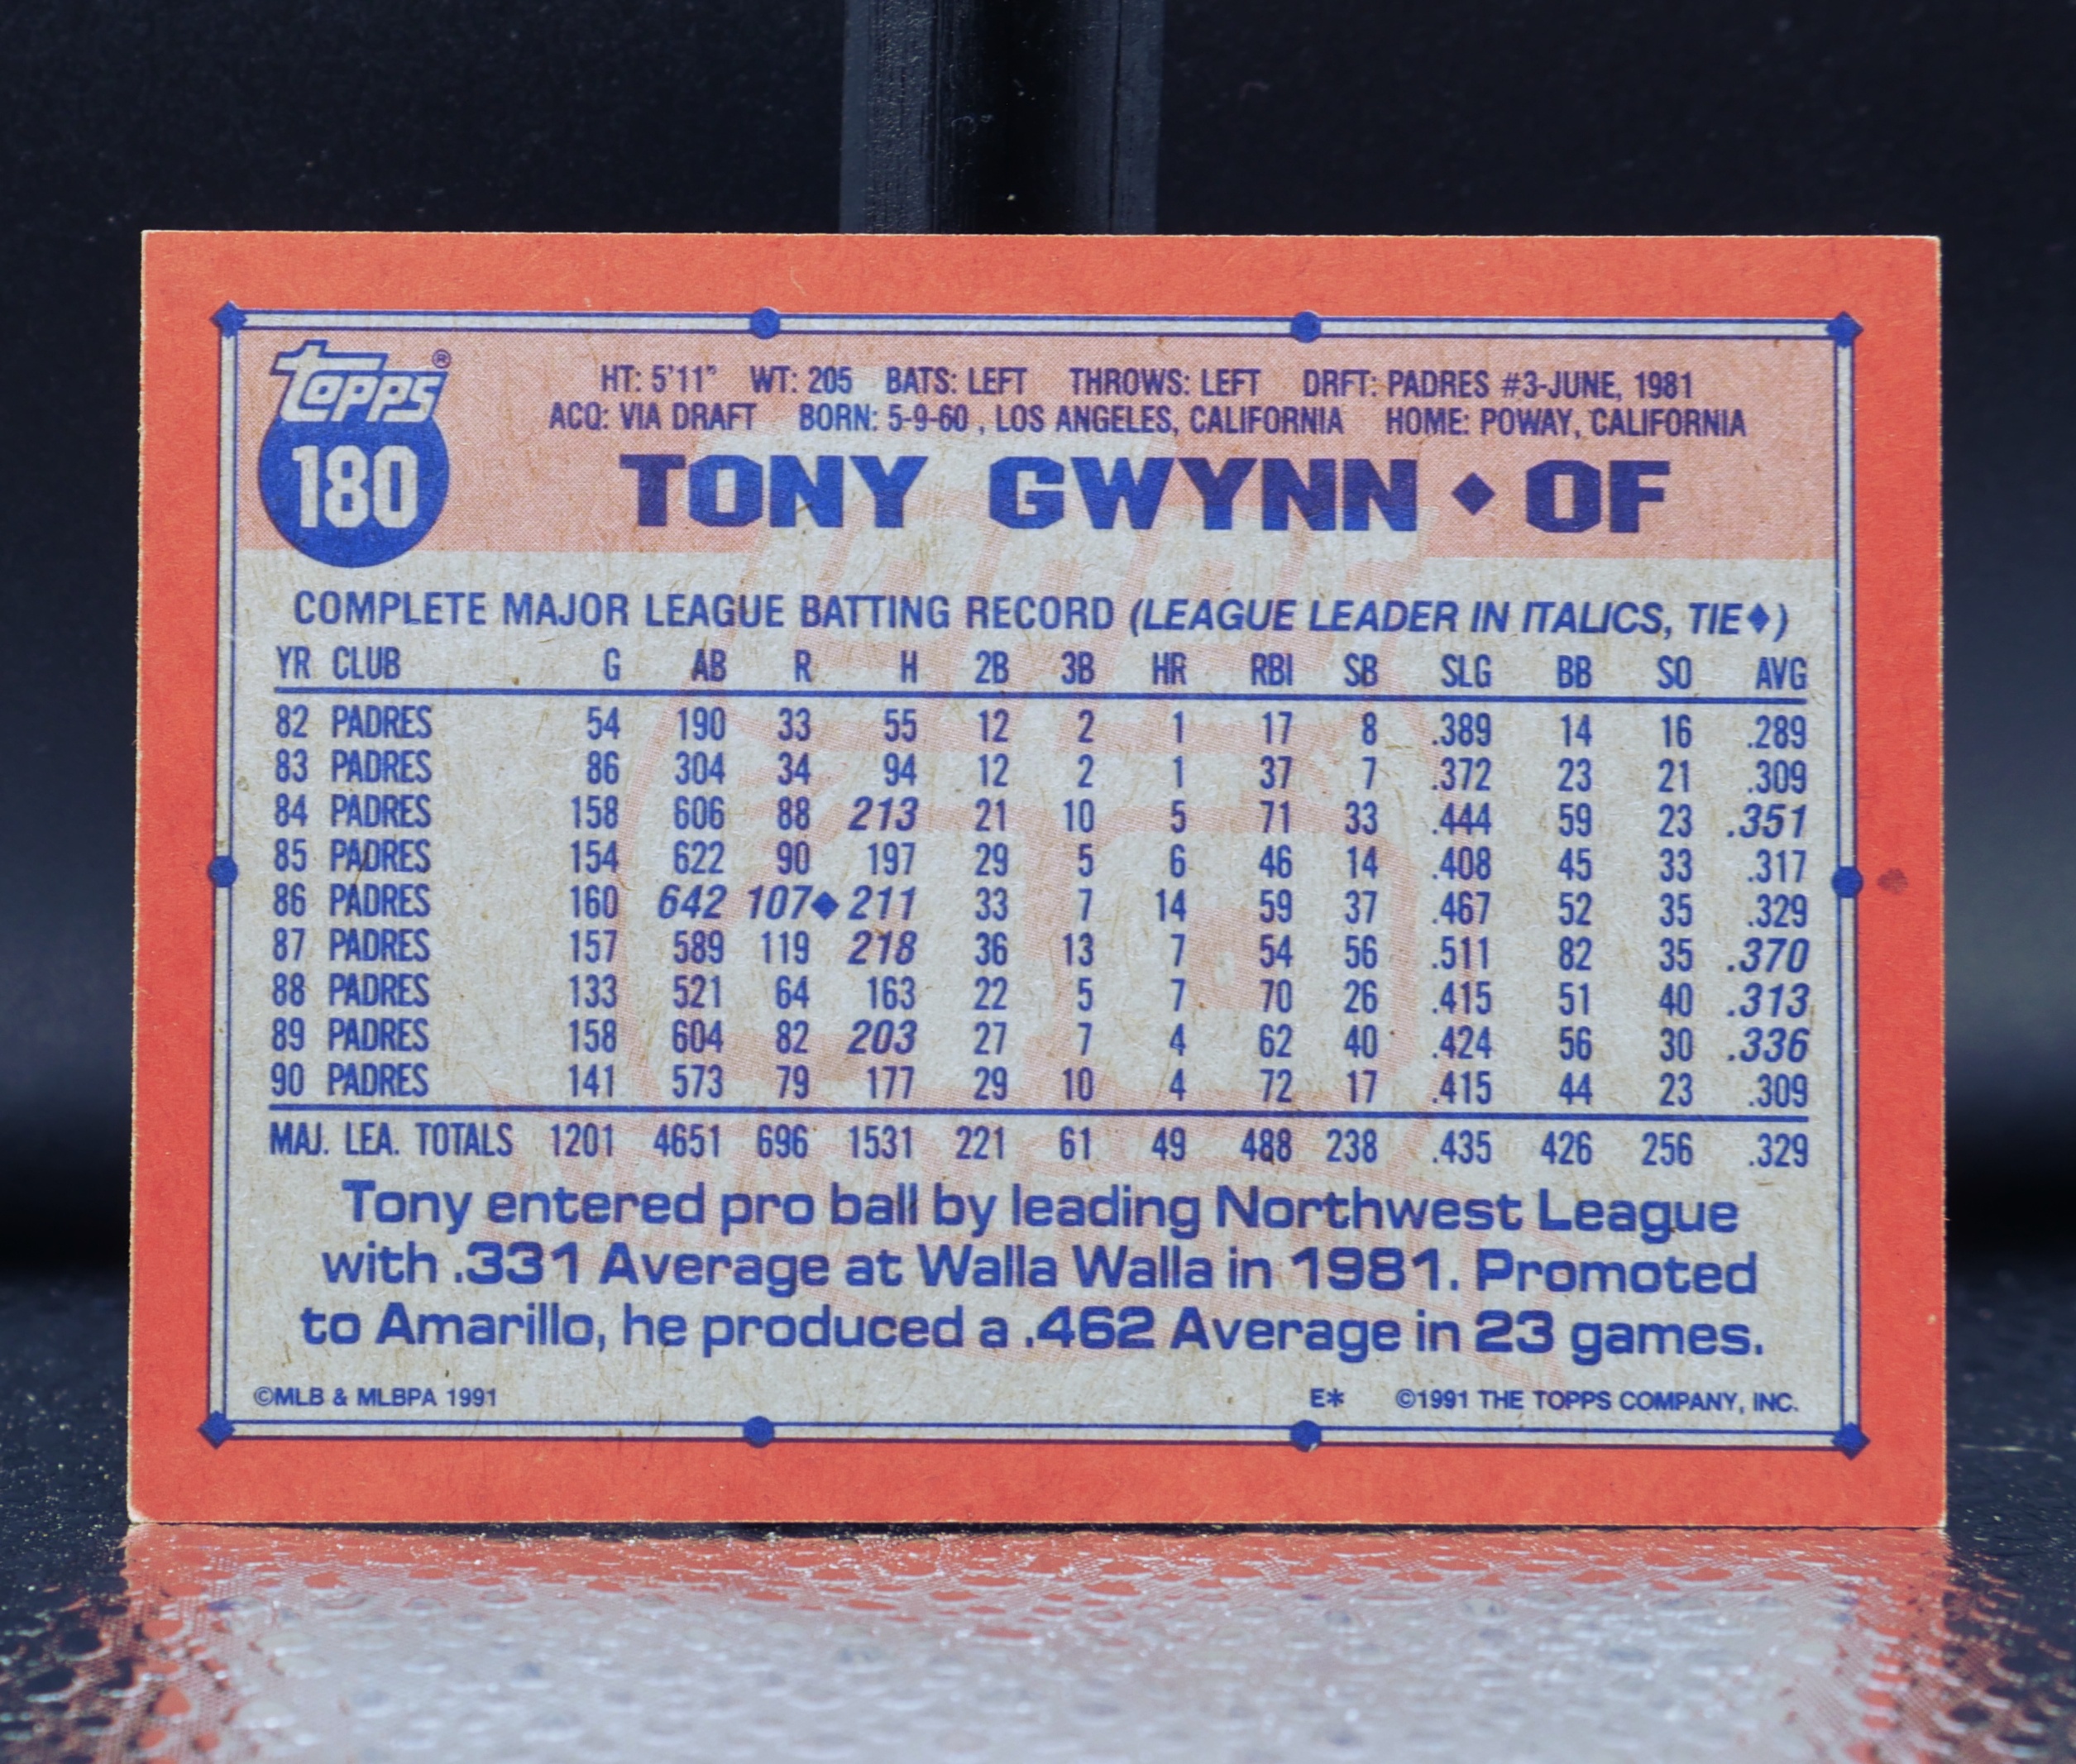 Topps®
180
HT: 5'11" WT: 205 BATS: LEFT THROWS: LEFT DRFT: PADRES #3-JUNE, 1981
ACQ: VIA DRAFT BORN: 5-9-60 , LOS ANGELES, CALIFORNIA HOME: POWAY, CALIFORNIA
TONY GWYNN ♦ OF
COMPLETE MAJOR LEAGUE BATTING RECORD (LEAGUE LEADER IN ITALICS, TIE♦)
YR CLUB G AB R H 2B 3B HR RBI SB SLG BB SO AVG
82 PADRES 54 190 33 55 12 2 1 17 8 .389 14 16 .289
83 PADRES 86 304 34 94 12 2 1 37 7 .372 23 21 .309
84 PADRES 158 606 88 213 21 10 5 71 33 .444 59 23 .351
85 PADRES 154 622 90 197 29 5 6 46 14 .408 45 33 .317
86 PADRES 160 642 107♦ 211 33 7 14 59 37 .467 52 35 .329
87 PADRES 157 589 119 218 36 13 7 54 56 .511 82 35 .370
88 PADRES 133 521 64 163 22 5 7 70 26 .415 51 40 .313
89 PADRES 158 604 82 203 27 7 4 62 40 .424 56 30 .336
90 PADRES 141 573 79 177 29 10 4 72 17 .415 44 23 .309
MAJ. LEA. TOTALS 1201 4651 696 1531 221 61 49 488 238 .435 426 256 .329
Tony entered pro ball by leading Northwest League
with .331 Average at Walla Walla in 1981. Promoted
to Amarillo, he produced a .462 Average in 23 games.
©MLB & MLBPA 1991 E* ©1991 THE TOPPS COMPANY, INC.